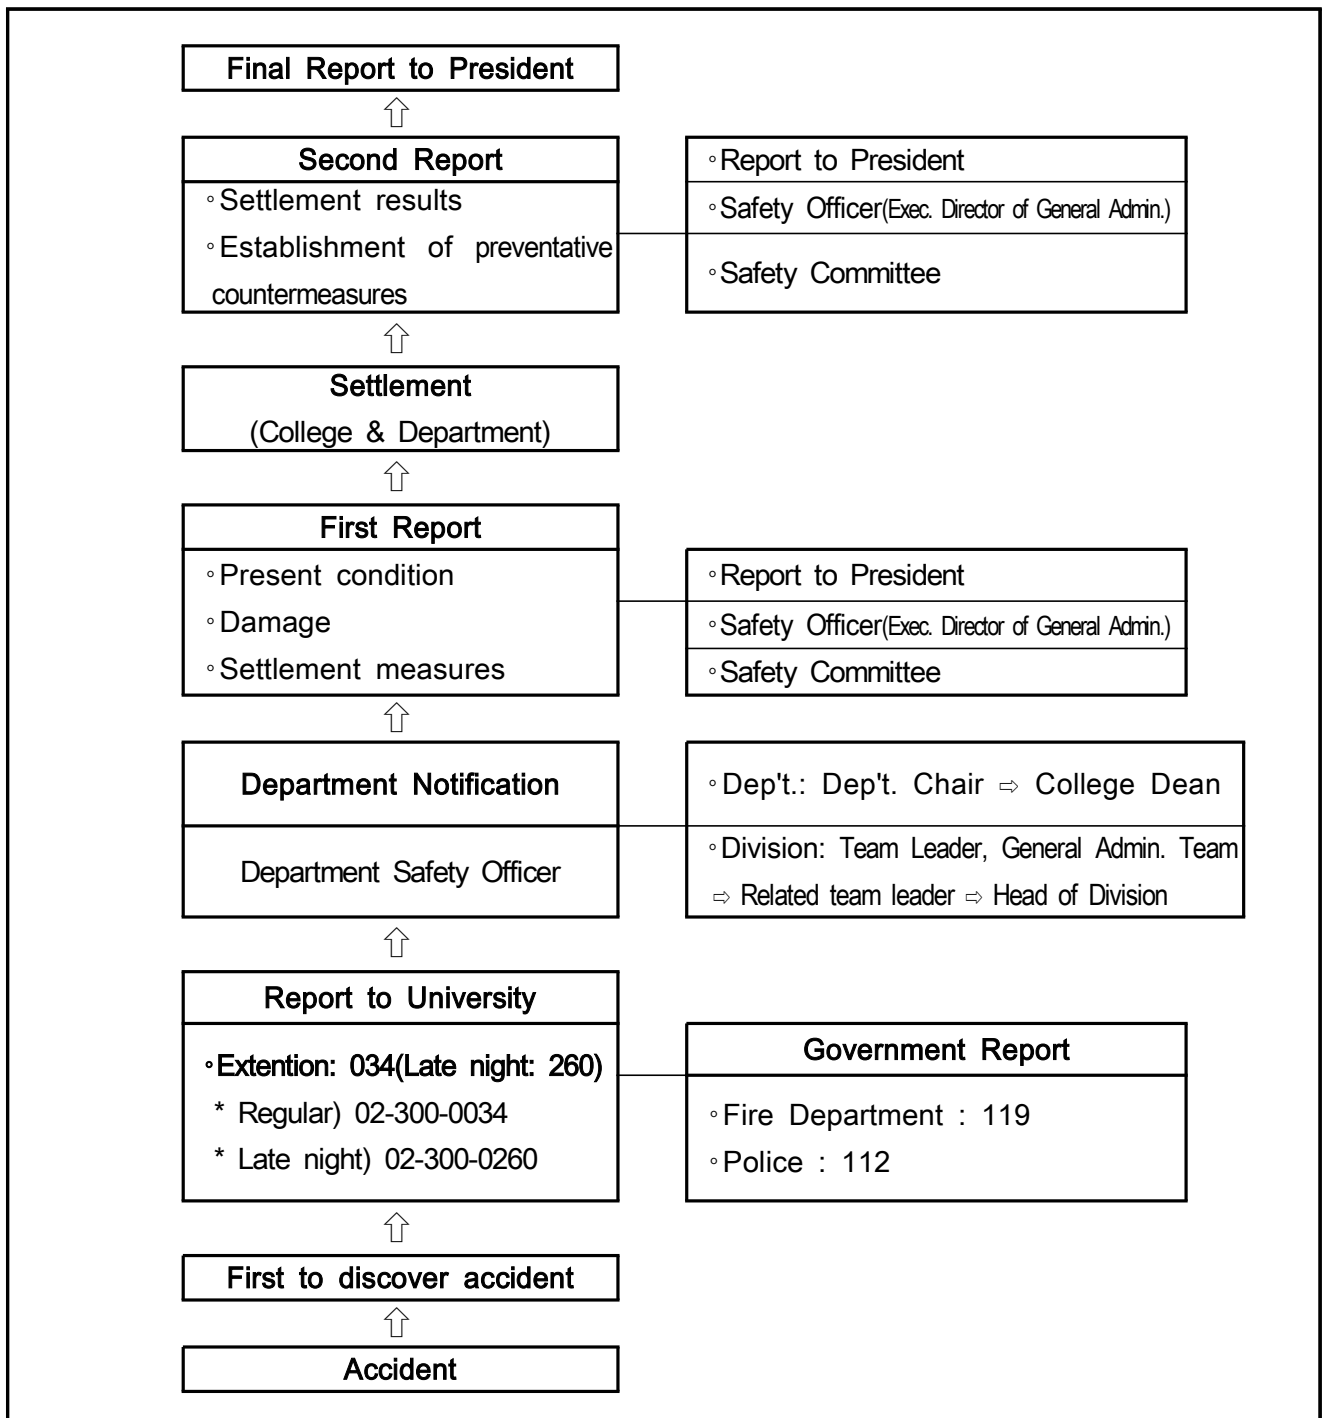 Final Report to President
⇧
Second Report
◦Settlement results
◦Establishment of preventative
countermeasures
◦Report to President
◦Safety Officer(Exec. Director of General Admin.)
◦Safety Committee
⇧
Settlement
(College & Department)
⇧
First Report
◦Present condition
◦Damage
◦Settlement measures
◦Report to President
◦Safety Officer(Exec. Director of General Admin.)
◦Safety Committee
⇧
Department Notification
Department Safety Officer
◦Dep't.: Dep't. Chair ⇨ College Dean
◦Division: Team Leader, General Admin. Team
⇨ Related team leader ⇨ Head of Division
⇧
Report to University
◦Extention: 034(Late night: 260)
* Regular) 02-300-0034
* Late night) 02-300-0260
Government Report
◦Fire Department : 119
◦Police : 112
⇧
First to discover accident
⇧
Accident